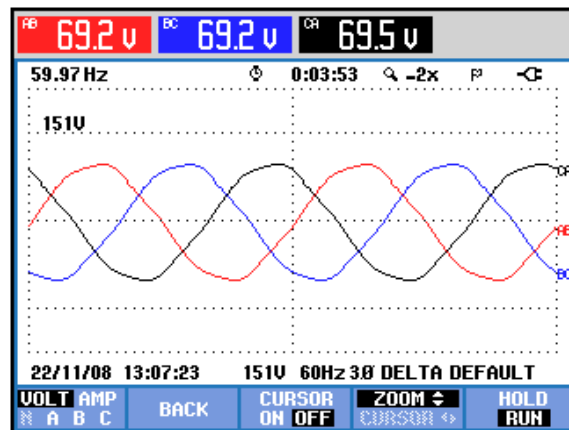 AB 69.2 V BC 69.2 V CA 69.5 V
59.97 Hz 0:03:53 -2x
151V
CA
AB
BC
22/11/08 13:07:23 151V 60Hz 3.Ø DELTA DEFAULT
VOLT AMP BACK CURSOR ZOOM HOLD
N A B C ON OFF CURSOR RUN